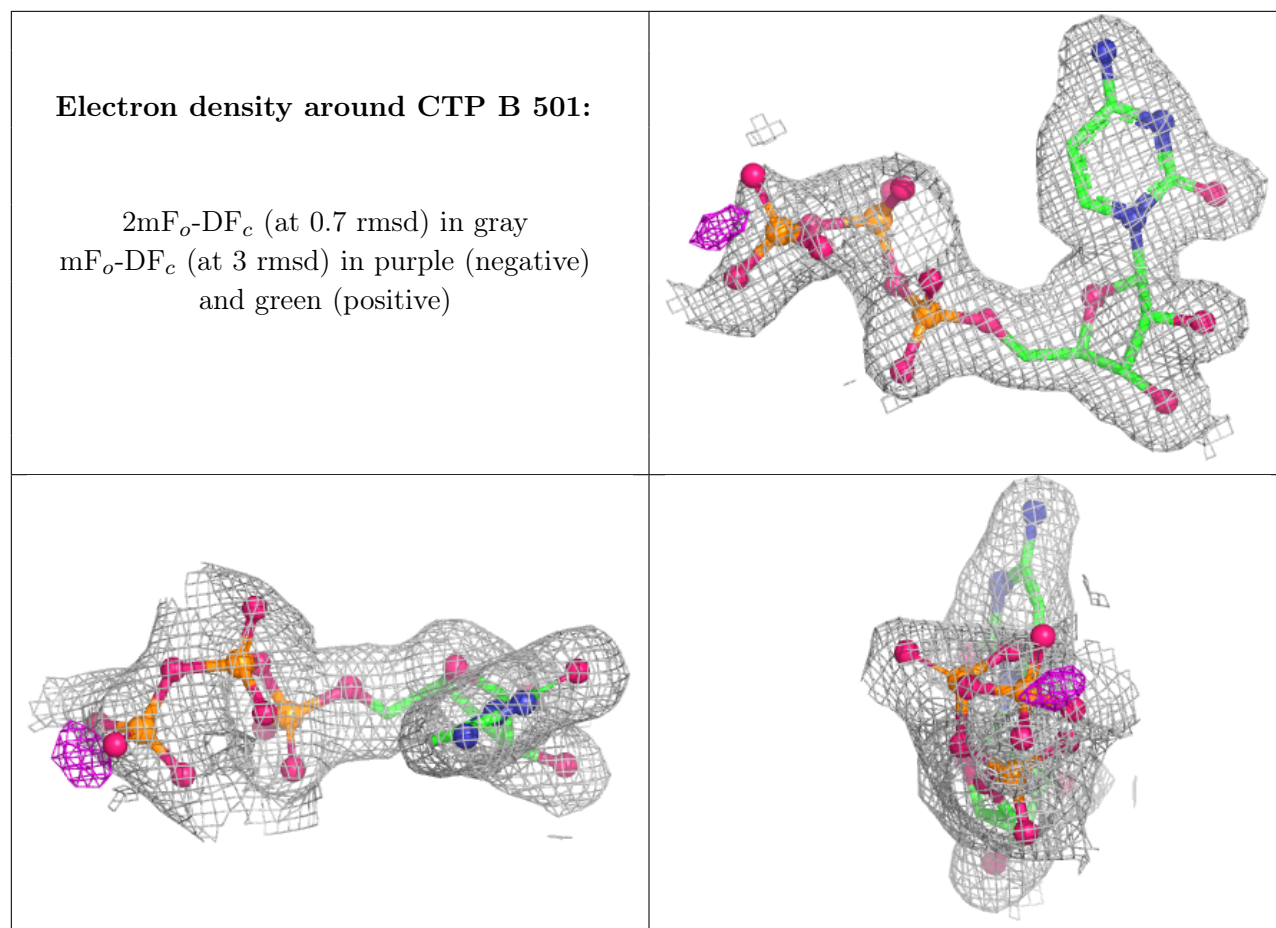 Electron density around CTP B 501:
2mFo-DFc (at 0.7 rmsd) in gray
mFo-DFc (at 3 rmsd) in purple (negative)
and green (positive)